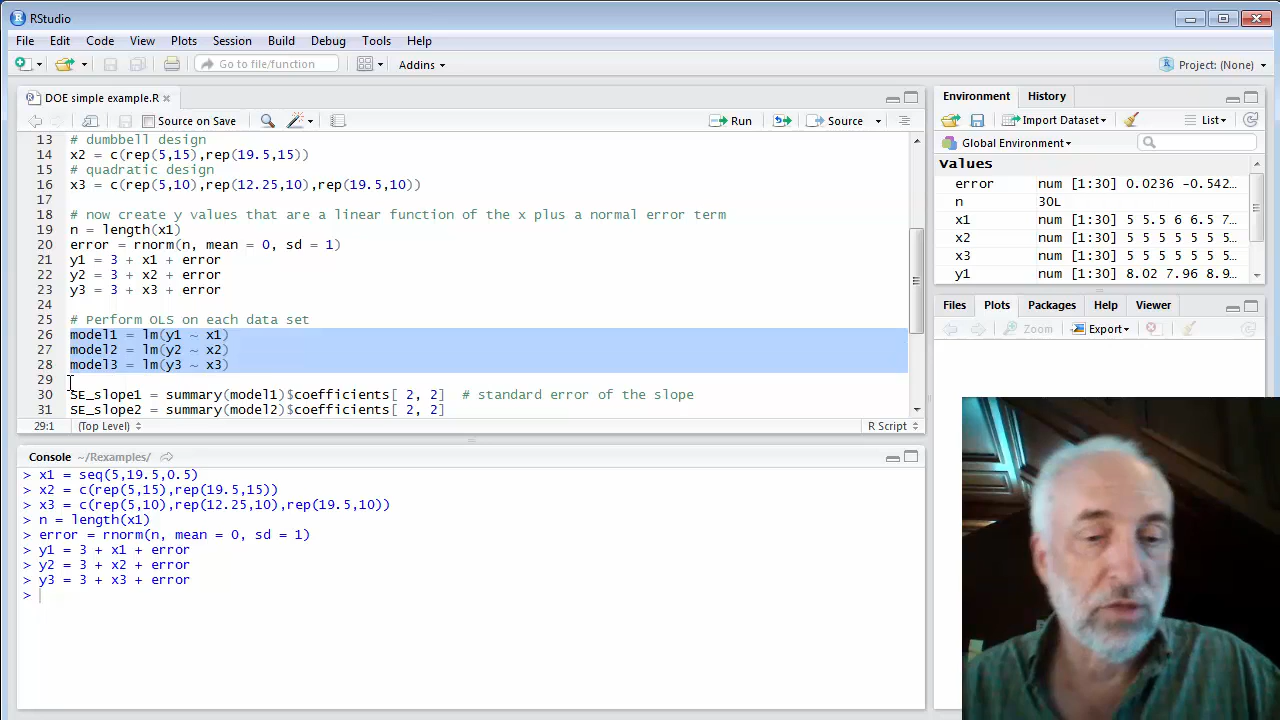 RStudio
File Edit Code View Plots Session Build Debug Tools Help
Go to file/function Addins Project: (None)
DOE simple example.R
Source on Save Run Source
13 # dumbbell design
14 x2 = c(rep(5,15),rep(19.5,15))
15 # quadratic design
16 x3 = c(rep(5,10),rep(12.25,10),rep(19.5,10))
17
18 # now create y values that are a linear function of the x plus a normal error term
19 n = length(x1)
20 error = rnorm(n, mean = 0, sd = 1)
21 y1 = 3 + x1 + error
22 y2 = 3 + x2 + error
23 y3 = 3 + x3 + error
24
25 # Perform OLS on each data set
26 model1 = lm(y1 ~ x1)
27 model2 = lm(y2 ~ x2)
28 model3 = lm(y3 ~ x3)
29
30 SE_slope1 = summary(model1)$coefficients[ 2, 2]  # standard error of the slope
31 SE_slope2 = summary(model2)$coefficients[ 2, 2]
29:1 (Top Level) R Script
Console ~/Rexamples/
> x1 = seq(5,19.5,0.5)
> x2 = c(rep(5,15),rep(19.5,15))
> x3 = c(rep(5,10),rep(12.25,10),rep(19.5,10))
> n = length(x1)
> error = rnorm(n, mean = 0, sd = 1)
> y1 = 3 + x1 + error
> y2 = 3 + x2 + error
> y3 = 3 + x3 + error
>
Environment History
Import Dataset List
Global Environment
Values
error num [1:30] 0.0236 -0.542…
n 30L
x1 num [1:30] 5 5.5 6 6.5 7…
x2 num [1:30] 5 5 5 5 5 5 5…
x3 num [1:30] 5 5 5 5 5 5 5…
y1 num [1:30] 8.02 7.96 8.9…
Files Plots Packages Help Viewer
Zoom Export